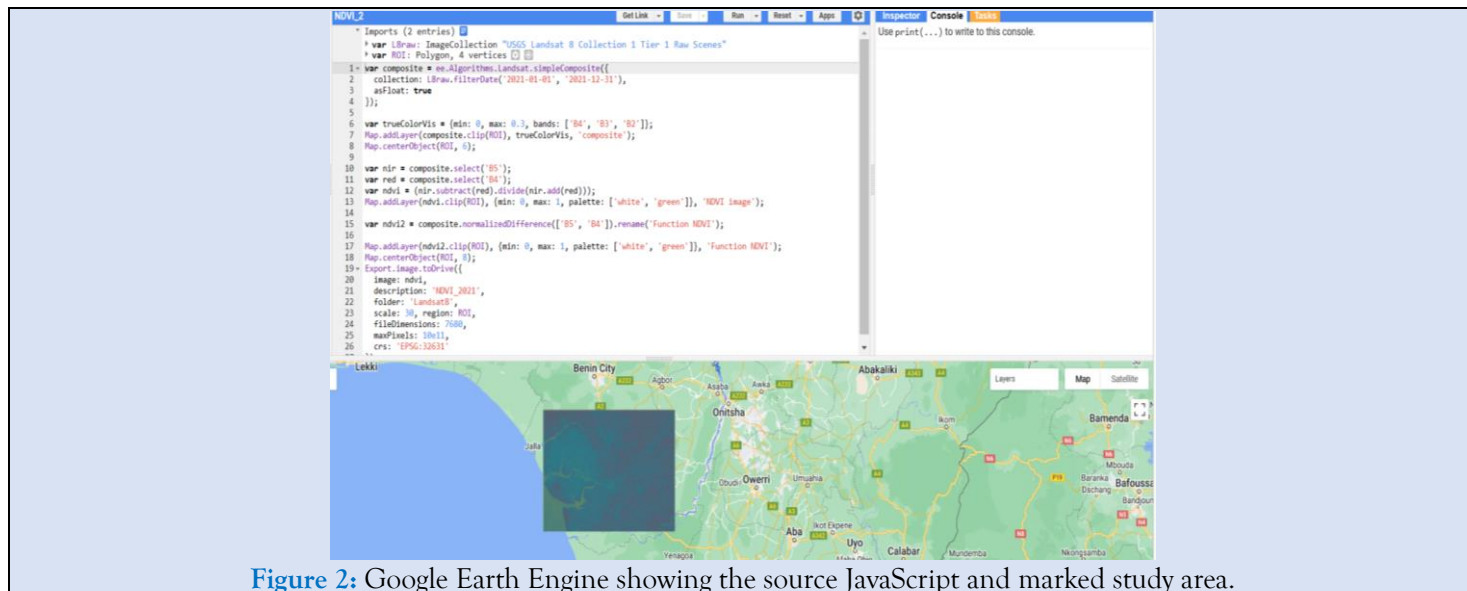 NDVI_2
Get Link Save Run Reset Apps
Inspector Console Tasks
Imports (2 entries)
var L8raw: ImageCollection "USGS Landsat 8 Collection 1 Tier 1 Raw Scenes"
var ROI: Polygon, 4 vertices
Use print(...) to write to this console.
1 var composite = ee.Algorithms.Landsat.simpleComposite({
2 collection: L8raw.filterDate('2021-01-01', '2021-12-31'),
3 asFloat: true
4 });
5
6 var trueColorVis = {min: 0, max: 0.3, bands: ['B4', 'B3', 'B2']};
7 Map.addLayer(composite.clip(ROI), trueColorVis, 'composite');
8 Map.centerObject(ROI, 6);
9
10 var nir = composite.select('B5');
11 var red = composite.select('B4');
12 var ndvi = (nir.subtract(red).divide(nir.add(red)));
13 Map.addLayer(ndvi.clip(ROI), {min: 0, max: 1, palette: ['white', 'green']}, 'NDVI image');
14
15 var ndvi2 = composite.normalizedDifference(['B5', 'B4']).rename('Function NDVI');
16
17 Map.addLayer(ndvi2.clip(ROI), {min: 0, max: 1, palette: ['white', 'green']}, 'Function NDVI');
18 Map.centerObject(ROI, 8);
19 Export.image.toDrive({
20 image: ndvi,
21 description: 'NDVI_2021',
22 folder: 'Landsat8',
23 scale: 30, region: ROI,
24 fileDimensions: 7680,
25 maxPixels: 10e11,
26 crs: 'EPSG:32631'
Lekki
Benin City
Abakaliki
Layers
Map
Satellite
Agbor
Asaba
Awka
Onitsha
Ikom
Bamenda
Jalla
Mbouda
Obudi
Owerri
Umuahia
Baranka
Dschang
Bafoussa
Bandjoun
Aba
Ikot Ekpene
Uyo
Calabar
Mundemba
Nkongsamba
Yenagoa
Figure 2: Google Earth Engine showing the source JavaScript and marked study area.